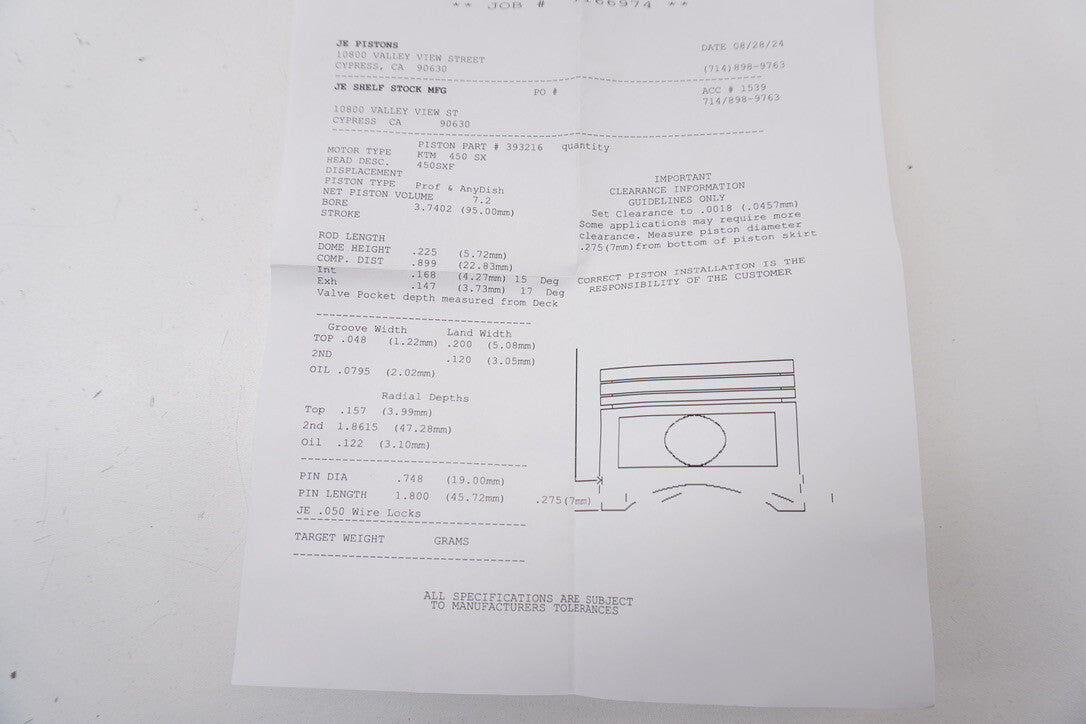 ** JOB # 7166974 **
JE PISTONS DATE 08/28/24
10800 VALLEY VIEW STREET
CYPRESS, CA 90630 (714)898-9763
JE SHELF STOCK MFG PO # ACC # 1539
714/898-9763
10800 VALLEY VIEW ST
CYPRESS CA 90630
PISTON PART # 393216 quantity
MOTOR TYPE KTM 450 SX
HEAD DESC. 450SXF
DISPLACEMENT
PISTON TYPE Prof & AnyDish
NET PISTON VOLUME 7.2
BORE 3.7402 (95.00mm)
STROKE
IMPORTANT
CLEARANCE INFORMATION
GUIDELINES ONLY
Set Clearance to .0018 (.0457mm)
Some applications may require more
clearance. Measure piston diameter
.275(7mm)from bottom of piston skirt
ROD LENGTH
DOME HEIGHT .225 (5.72mm)
COMP. DIST .899 (22.83mm)
Int .168 (4.27mm) 15 Deg
Exh .147 (3.73mm) 17 Deg
Valve Pocket depth measured from Deck
CORRECT PISTON INSTALLATION IS THE
RESPONSIBILITY OF THE CUSTOMER
Groove Width Land Width
TOP .048 (1.22mm) .200 (5.08mm)
2ND .120 (3.05mm)
OIL .0795 (2.02mm)
Radial Depths
Top .157 (3.99mm)
2nd 1.8615 (47.28mm)
Oil .122 (3.10mm)
PIN DIA .748 (19.00mm)
PIN LENGTH 1.800 (45.72mm) .275(7mm)
JE .050 Wire Locks
TARGET WEIGHT GRAMS
ALL SPECIFICATIONS ARE SUBJECT
TO MANUFACTURERS TOLERANCES